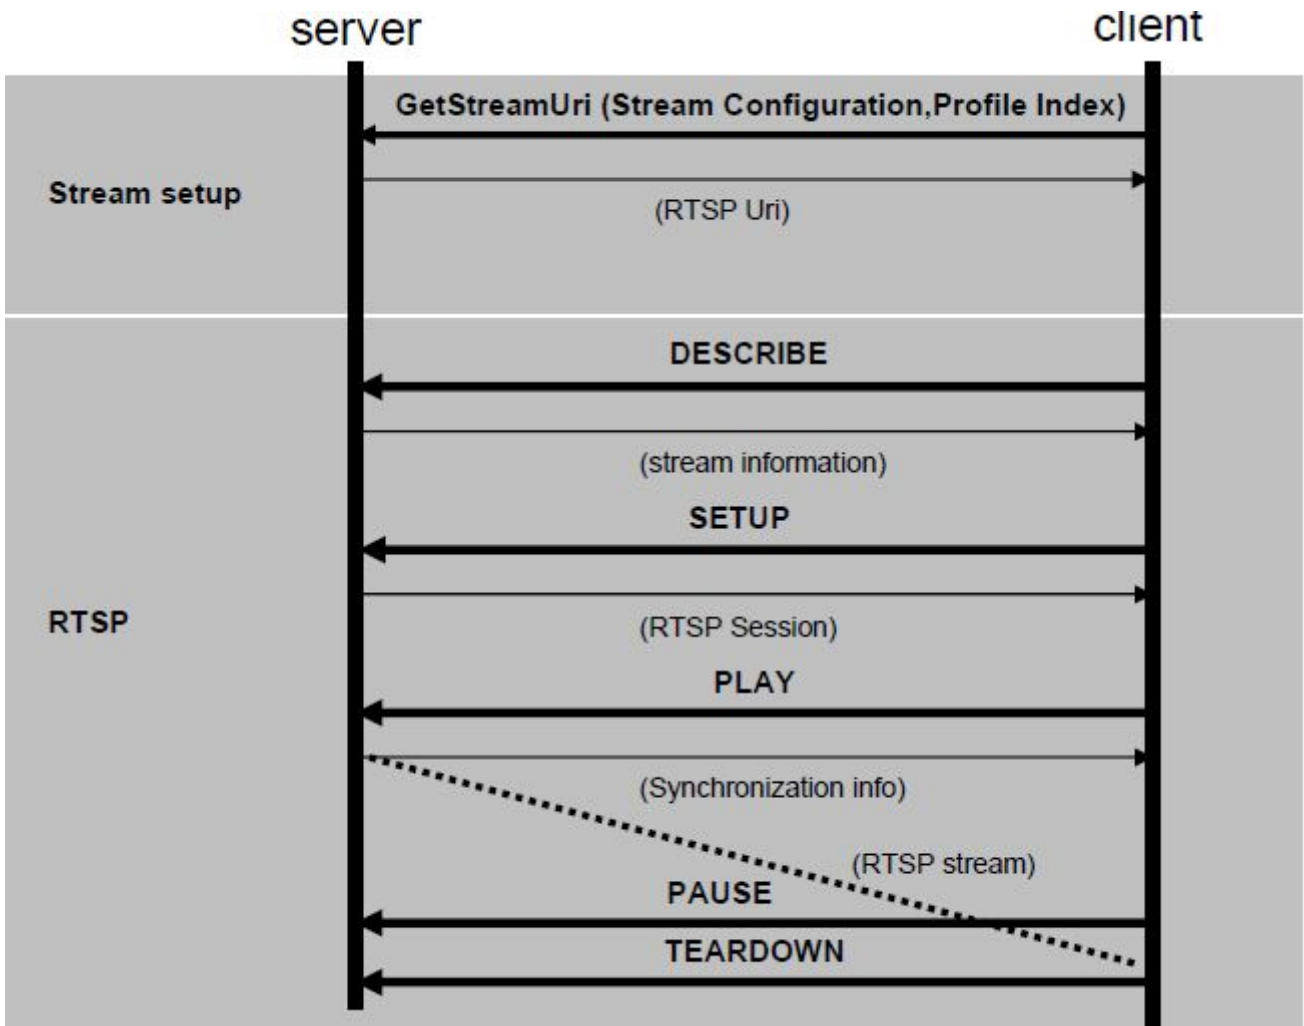 server
client
GetStreamUri (Stream Configuration,Profile Index)
Stream setup
(RTSP Uri)
DESCRIBE
(stream information)
SETUP
RTSP
(RTSP Session)
PLAY
(Synchronization info)
(RTSP stream)
PAUSE
TEARDOWN